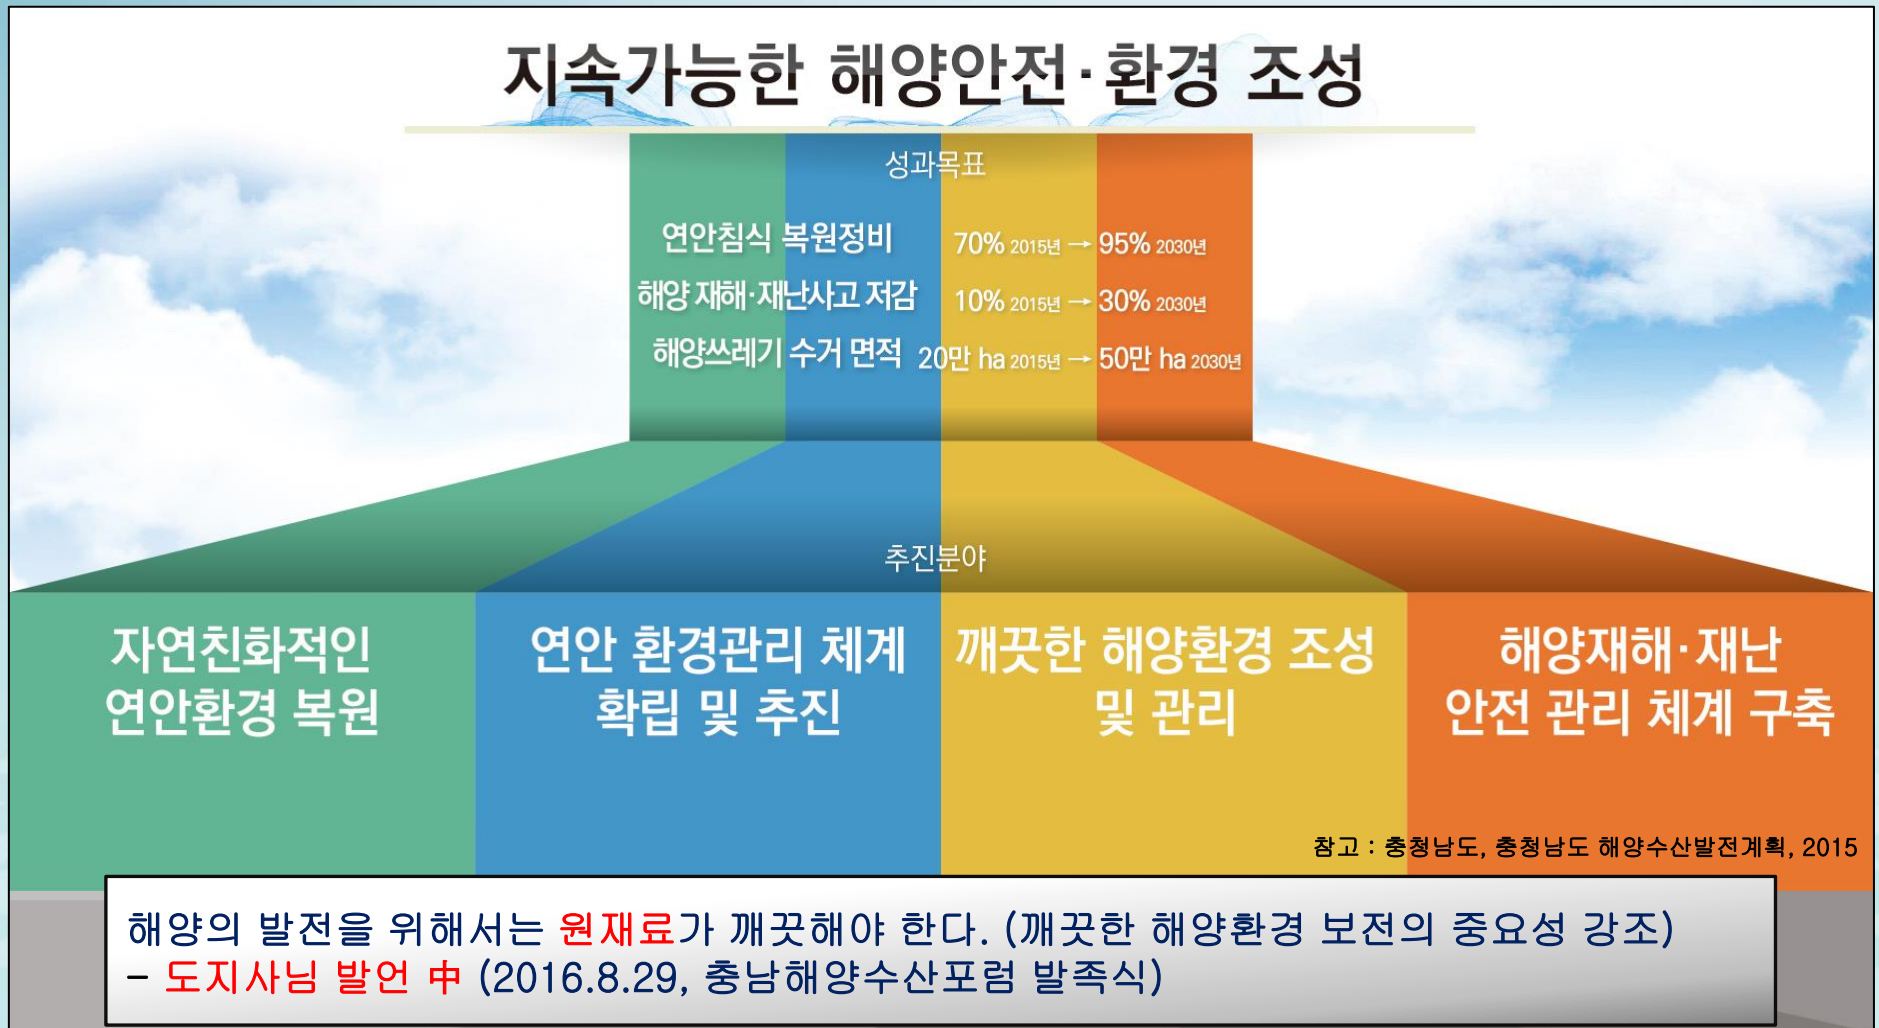 지속가능한 해양안전·환경 조성
성과목표
연안침식 복원정비 70% 2015년 → 95% 2030년
해양 재해·재난사고 저감 10% 2015년 → 30% 2030년
해양쓰레기 수거 면적 20만 ha 2015년 → 50만 ha 2030년
추진분야
자연친화적인
연안환경 복원
연안 환경관리 체계
확립 및 추진
깨끗한 해양환경 조성
및 관리
해양재해·재난
안전 관리 체계 구축
참고 : 충청남도, 충청남도 해양수산발전계획, 2015
해양의 발전을 위해서는 원재료가 깨끗해야 한다. (깨끗한 해양환경 보전의 중요성 강조)
- 도지사님 발언 中 (2016.8.29, 충남해양수산포럼 발족식)